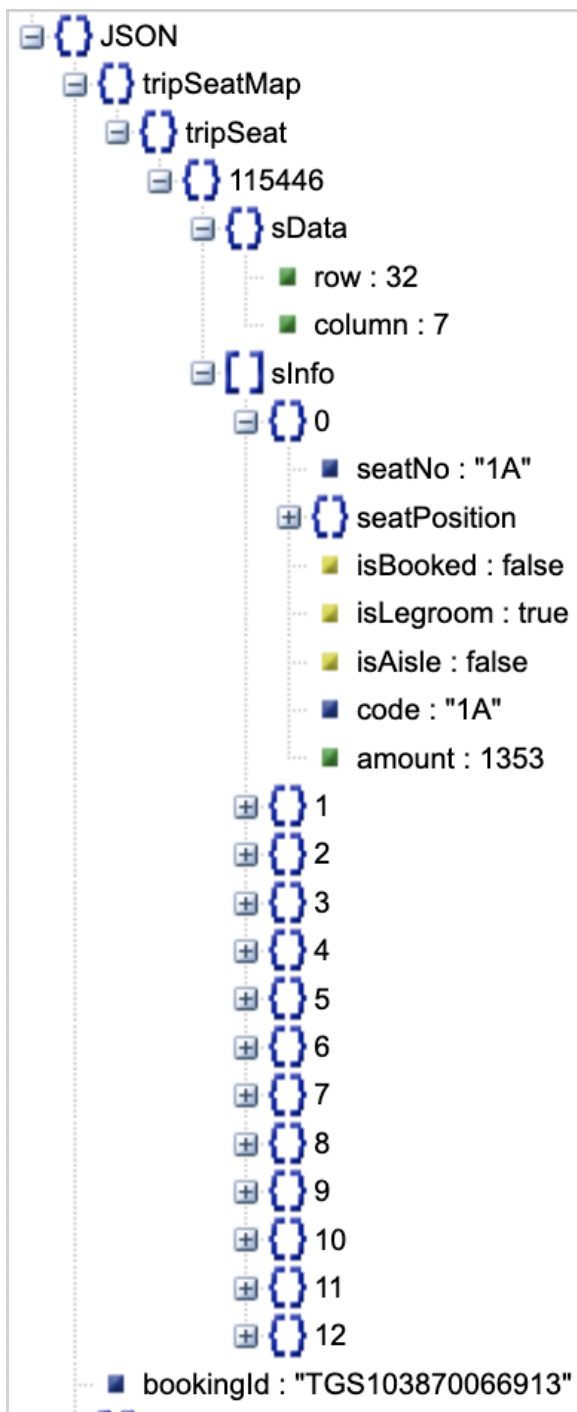 JSON
tripSeatMap
tripSeat
115446
sData
row : 32
column : 7
sInfo
0
seatNo : "1A"
seatPosition
isBooked : false
isLegroom : true
isAisle : false
code : "1A"
amount : 1353
1
2
3
4
5
6
7
8
9
10
11
12
bookingId : "TGS103870066913"